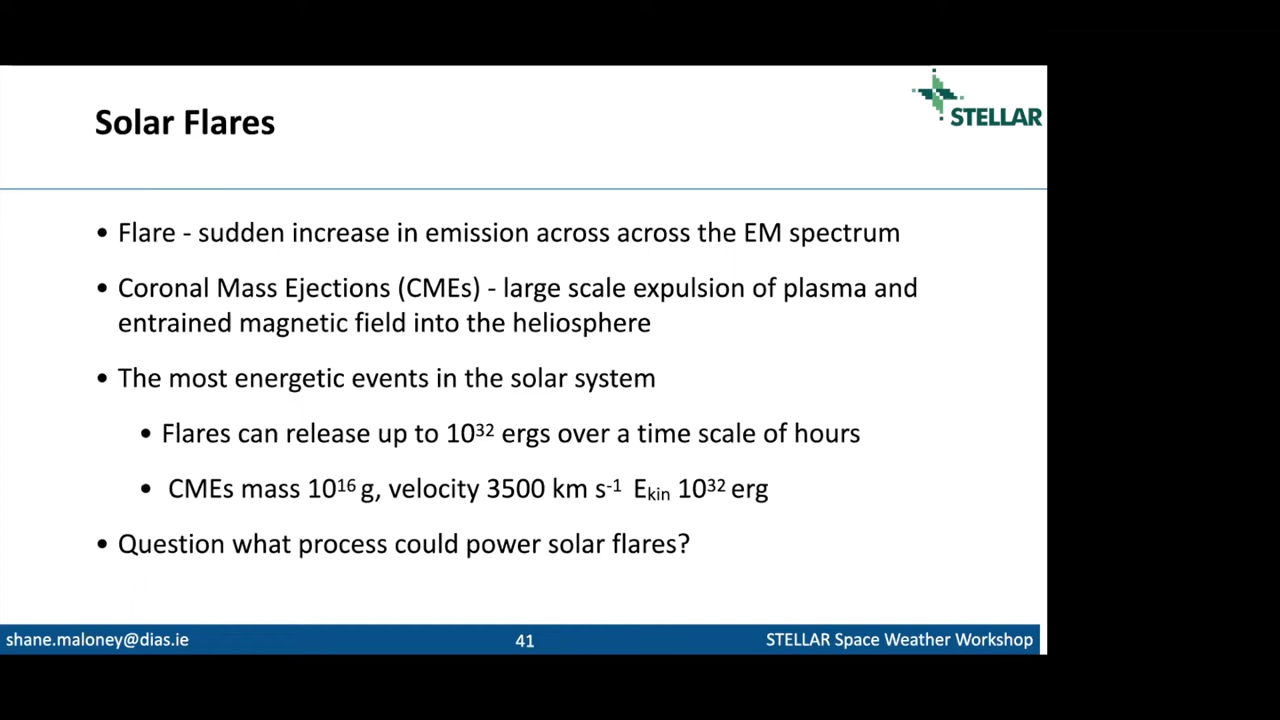 Solar Flares
STELLAR
• Flare - sudden increase in emission across across the EM spectrum
• Coronal Mass Ejections (CMEs) - large scale expulsion of plasma and
entrained magnetic field into the heliosphere
• The most energetic events in the solar system
• Flares can release up to 10³² ergs over a time scale of hours
• CMEs mass 10¹⁶ g, velocity 3500 km s⁻¹ Eₖᵢₙ 10³² erg
• Question what process could power solar flares?
shane.maloney@dias.ie
41
STELLAR Space Weather Workshop